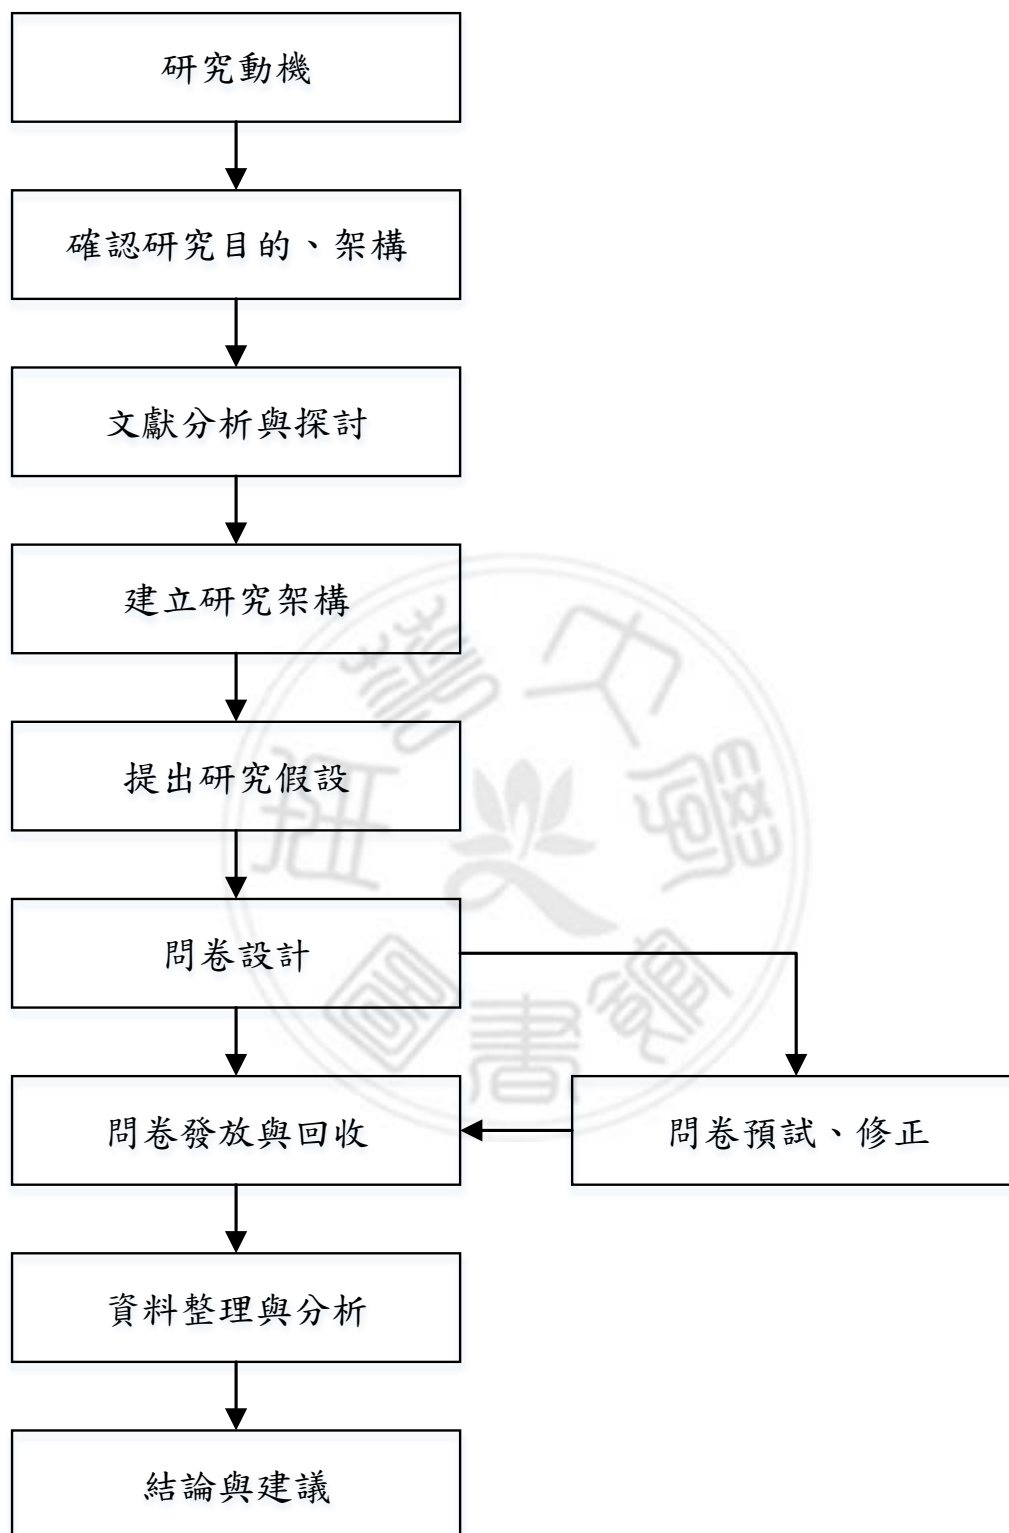 研究動機
確認研究目的、架構
文獻分析與探討
建立研究架構
提出研究假設
問卷設計
問卷發放與回收
問卷預試、修正
資料整理與分析
結論與建議